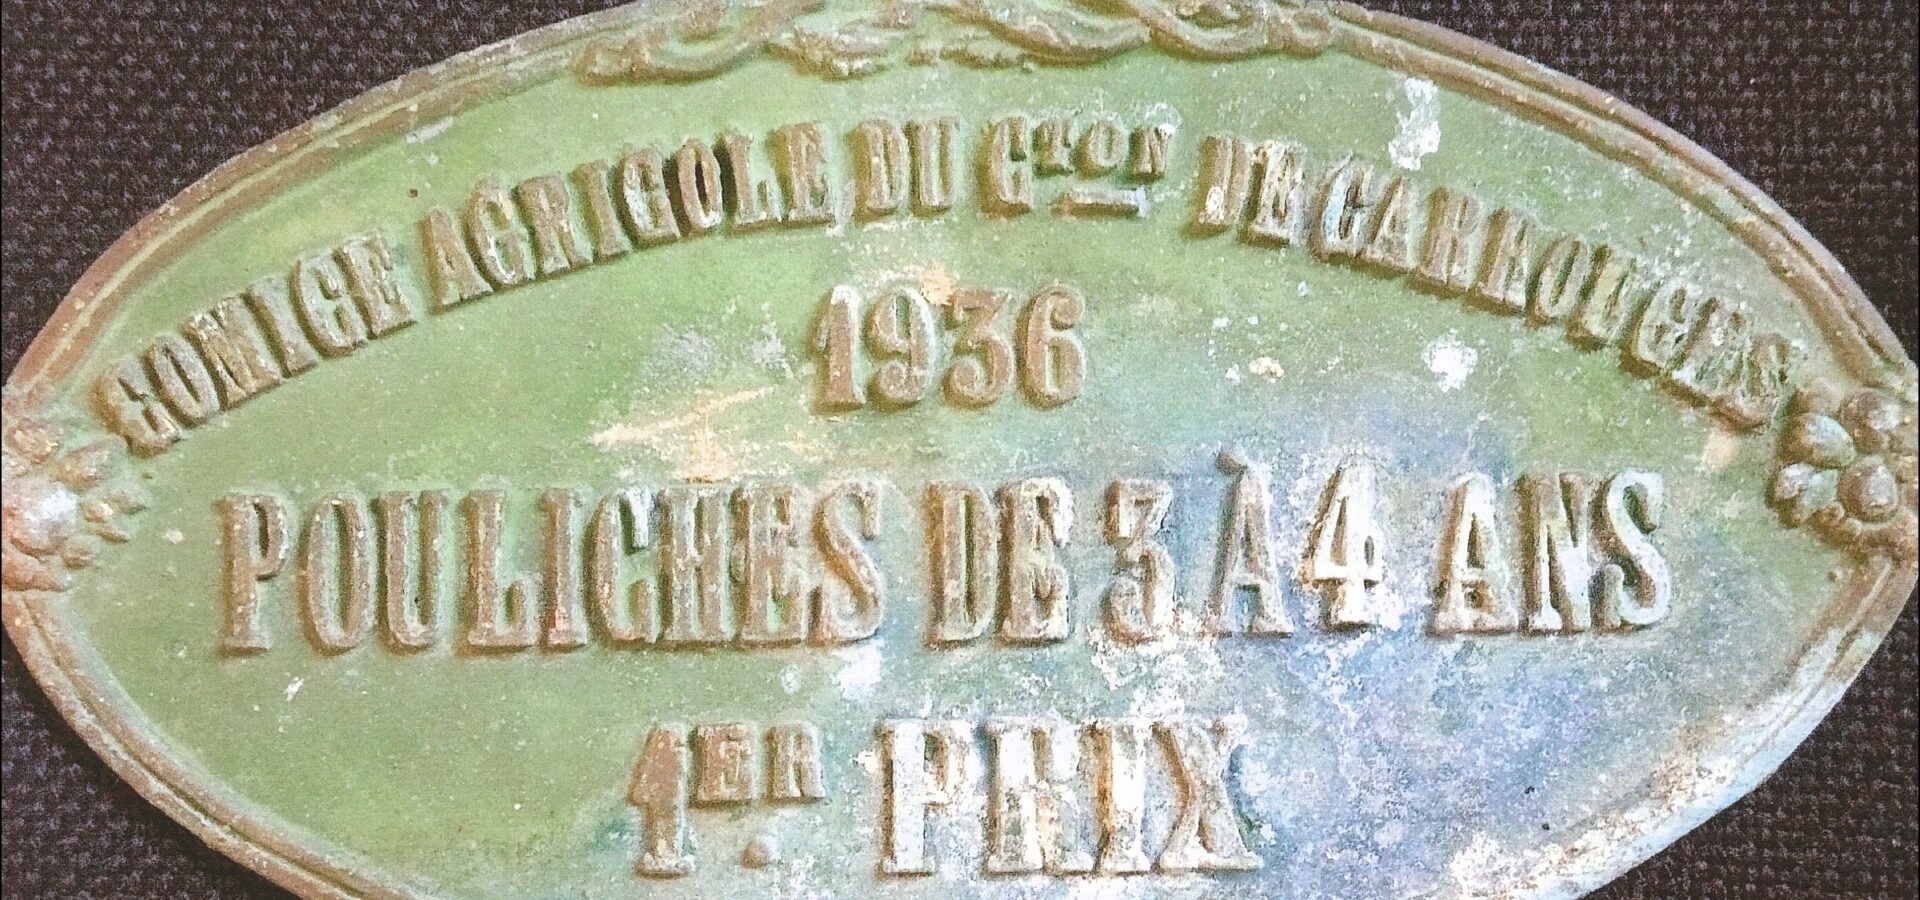 COMICE AGRICOLE DU CTON DE CARROUGES
1936
POULICHES DE 3 À 4 ANS
1ER. PRIX